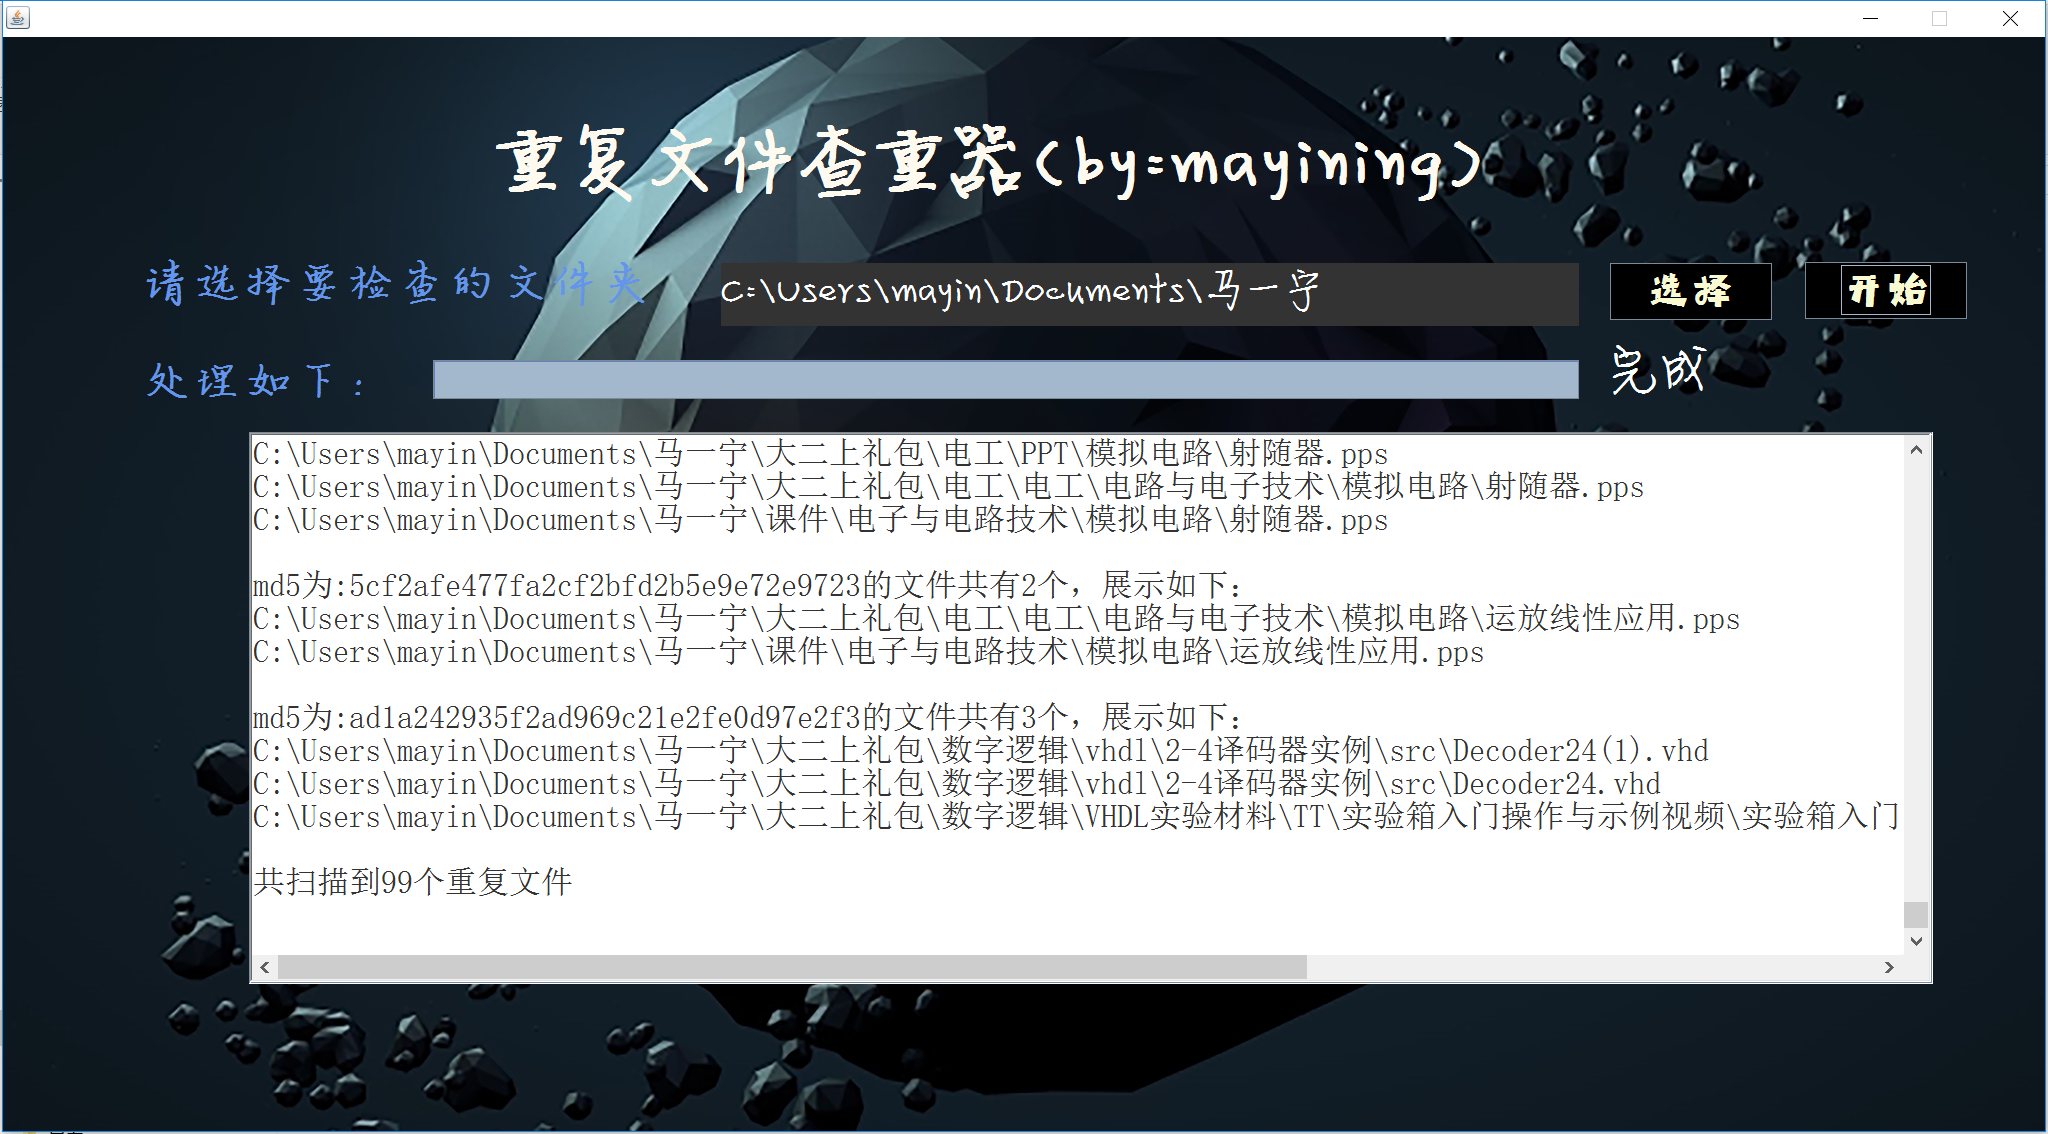 重复文件查重器(by:mayining)
请选择要检查的文件夹 C:\Users\mayin\Documents\马一宁 选择 开始
处理如下： 完成
C:\Users\mayin\Documents\马一宁\大二上礼包\电工\PPT\模拟电路\射随器.pps
C:\Users\mayin\Documents\马一宁\大二上礼包\电工\电工\电路与电子技术\模拟电路\射随器.pps
C:\Users\mayin\Documents\马一宁\课件\电子与电路技术\模拟电路\射随器.pps
md5为:5cf2afe477fa2cf2bfd2b5e9e72e9723的文件共有2个，展示如下：
C:\Users\mayin\Documents\马一宁\大二上礼包\电工\电工\电路与电子技术\模拟电路\运放线性应用.pps
C:\Users\mayin\Documents\马一宁\课件\电子与电路技术\模拟电路\运放线性应用.pps
md5为:ad1a242935f2ad969c21e2fe0d97e2f3的文件共有3个，展示如下：
C:\Users\mayin\Documents\马一宁\大二上礼包\数字逻辑\vhdl\2-4译码器实例\src\Decoder24(1).vhd
C:\Users\mayin\Documents\马一宁\大二上礼包\数字逻辑\vhdl\2-4译码器实例\src\Decoder24.vhd
C:\Users\mayin\Documents\马一宁\大二上礼包\数字逻辑\VHDL实验材料\TT\实验箱入门操作与示例视频\实验箱入门
共扫描到99个重复文件